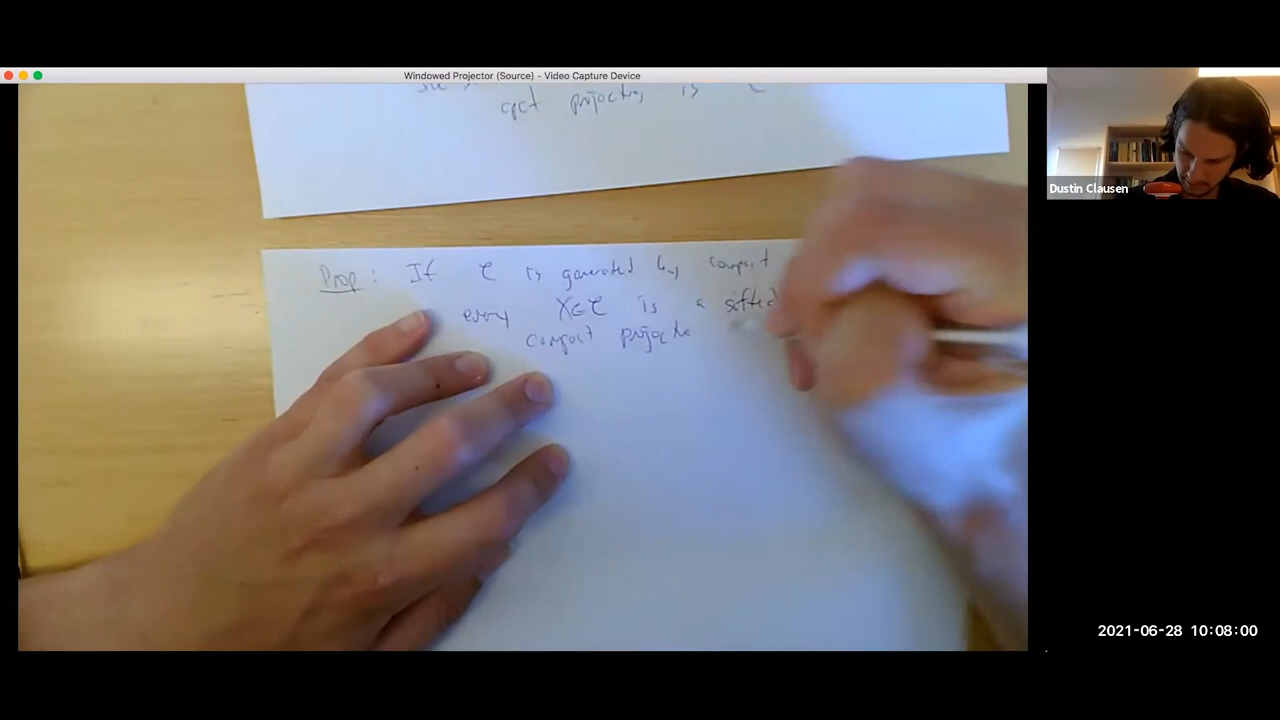 Windowed Projector (Source) - Video Capture Device
cpct projectives is
Dustin Clausen
Prop: If C is generated by compact
every X∈C is a sifted
compact projective
2021-06-28 10:08:00